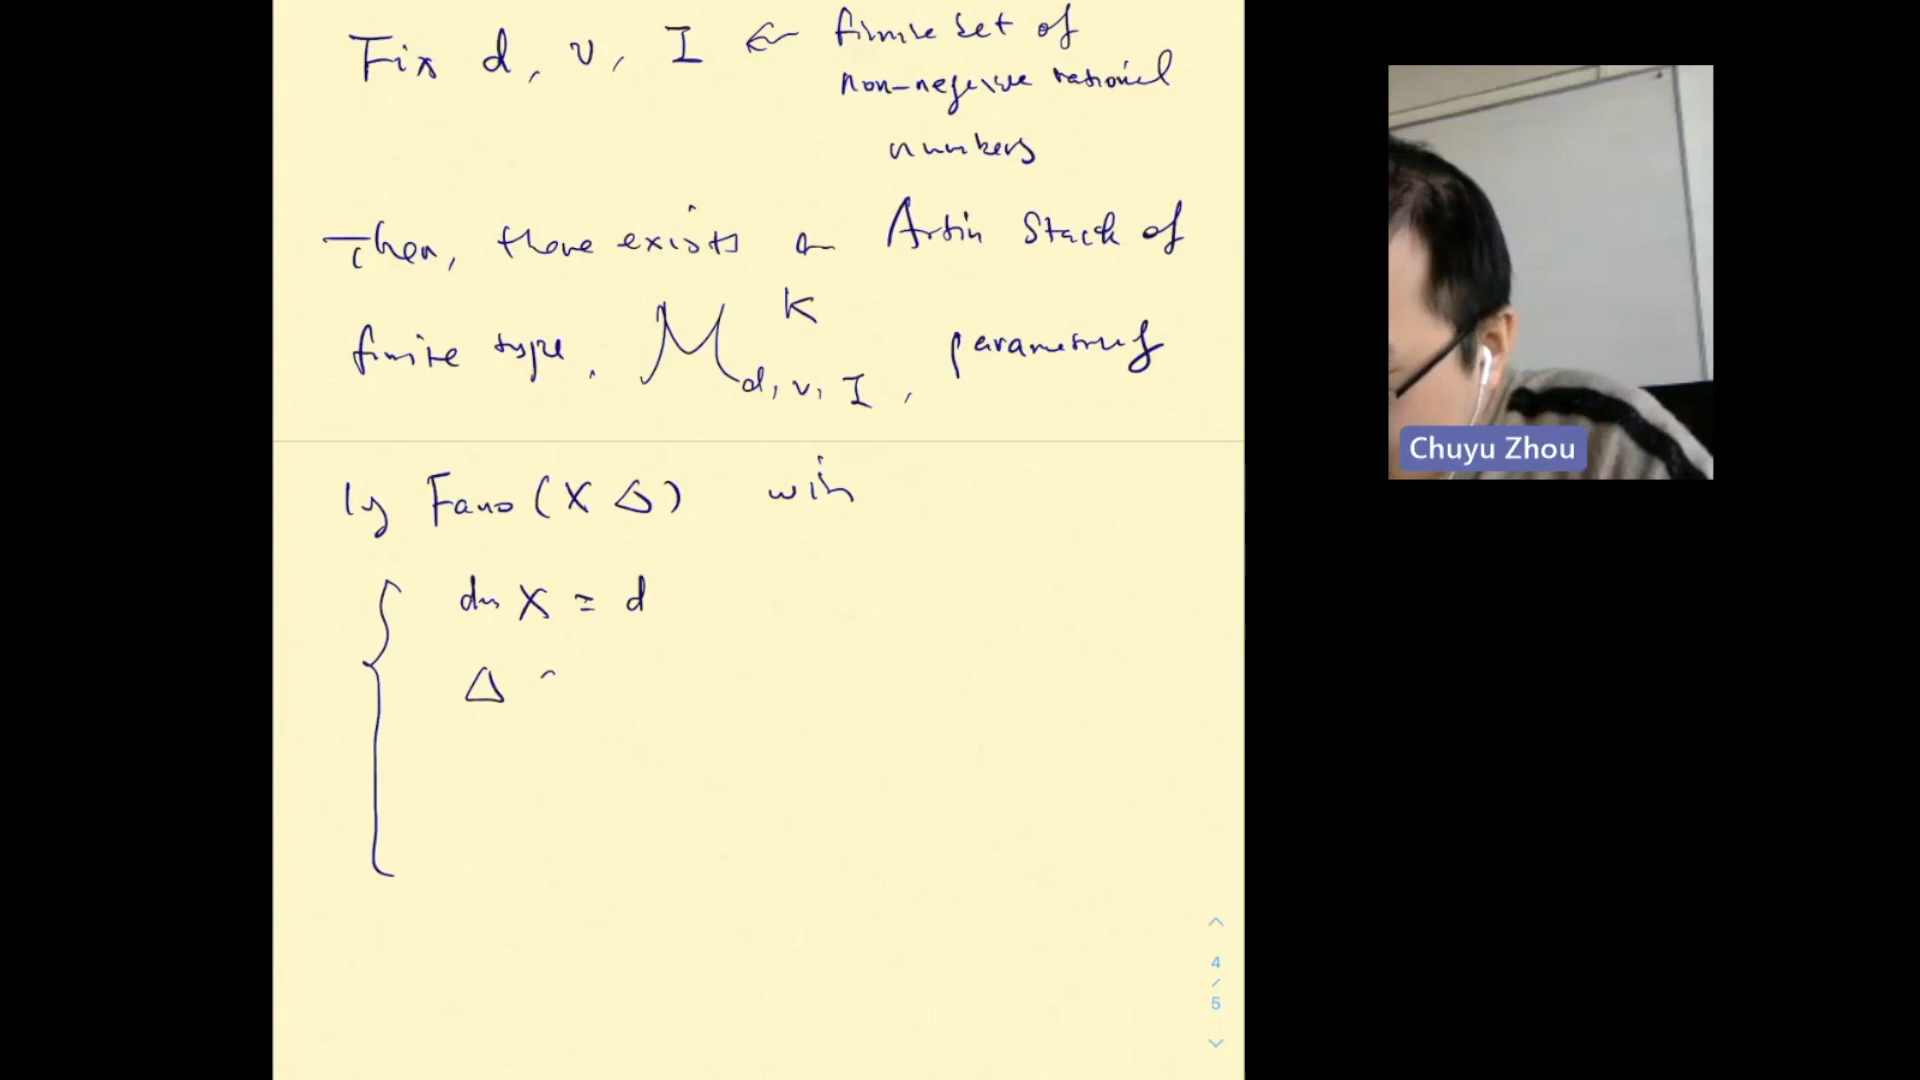 Fix d, v, I ← finite set of
non-negative rational
numbers
Then, there exists an Artin Stack of
finite type, M^K_{d, v, I}, parametrizing
log Fano (X Δ) with
dim X = d
Δ
Chuyu Zhou
4
/
5